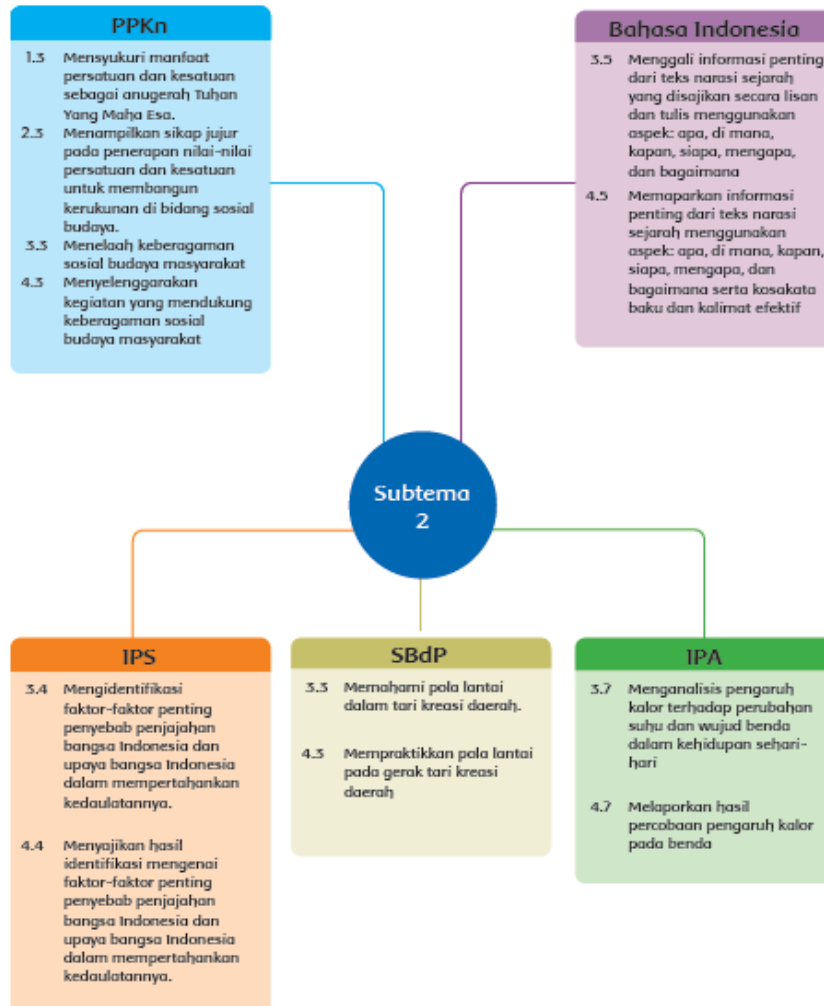 PPKn
1.3 Mensyukuri manfaat
persatuan dan kesatuan
sebagai anugerah Tuhan
Yang Maha Esa.
2.3 Menampilkan sikap jujur
pada penerapan nilai-nilai
persatuan dan kesatuan
untuk membangun
kerukunan di bidang sosial
budaya.
3.3 Menelaah keberagaman
sosial budaya masyarakat
4.3 Menyelenggarakan
kegiatan yang mendukung
keberagaman sosial
budaya masyarakat
Bahasa Indonesia
3.5 Menggali informasi penting
dari teks narasi sejarah
yang disajikan secara lisan
dan tulis menggunakan
aspek: apa, di mana,
kapan, siapa, mengapa,
dan bagaimana
4.5 Memaparkan informasi
penting dari teks narasi
sejarah menggunakan
aspek: apa, di mana, kapan,
siapa, mengapa, dan
bagaimana serta kosakata
baku dan kalimat efektif
Subtema
2
IPS
3.4 Mengidentifikasi
faktor-faktor penting
penyebab penjajahan
bangsa Indonesia dan
upaya bangsa Indonesia
dalam mempertahankan
kedaulatannya.
4.4 Menyajikan hasil
identifikasi mengenai
faktor-faktor penting
penyebab penjajahan
bangsa Indonesia dan
upaya bangsa Indonesia
dalam mempertahankan
kedaulatannya.
SBdP
3.3 Memahami pola lantai
dalam tari kreasi daerah.
4.3 Mempraktikkan pola lantai
pada gerak tari kreasi
daerah
IPA
3.7 Menganalisis pengaruh
kalor terhadap perubahan
suhu dan wujud benda
dalam kehidupan sehari-
hari
4.7 Melaporkan hasil
percobaan pengaruh kalor
pada benda